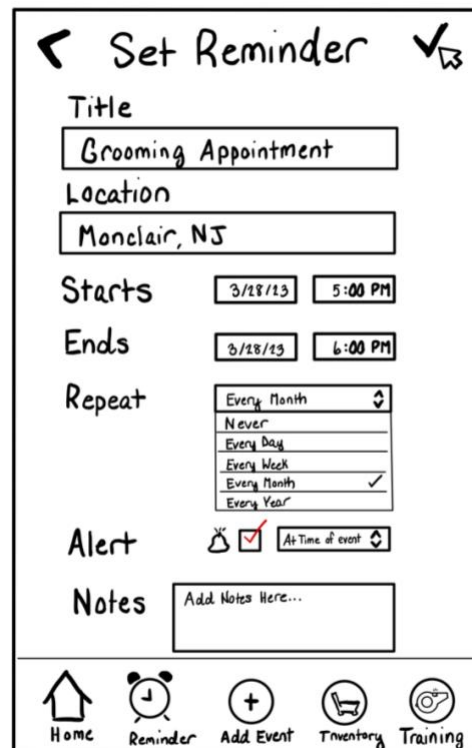 Set Reminder
Title
Grooming Appointment
Location
Monclair, NJ
Starts 3/28/23 5:00 PM
Ends 3/28/23 6:00 PM
Repeat Every Month
Never
Every Day
Every Week
Every Month
Every Year
Alert At Time of event
Notes Add Notes Here...
Home Reminder Add Event Inventory Training